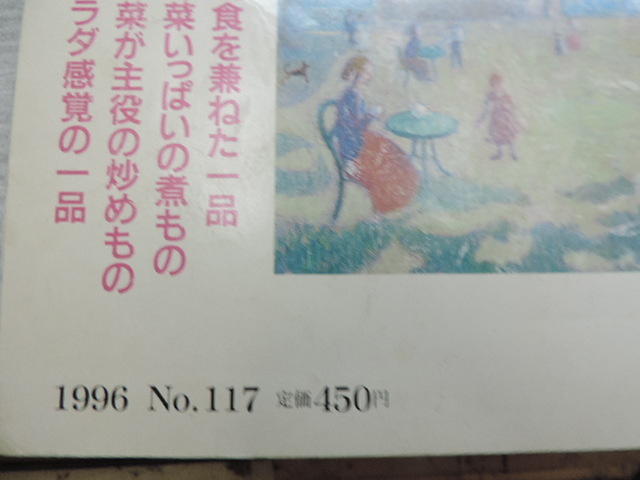 食を兼ねた一品
菜いっぱいの煮もの
菜が主役の炒めもの
ラダ感覚の一品
1996 No.117 定価450円